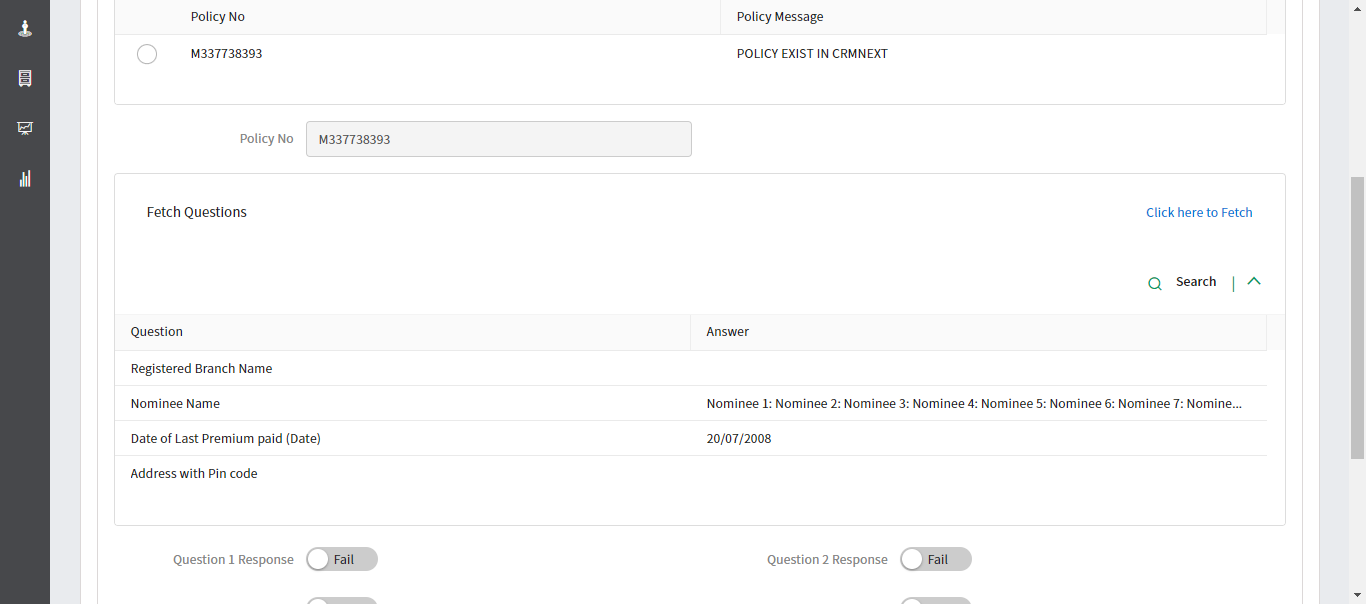 Policy No Policy Message
M337738393 POLICY EXIST IN CRMNEXT
Policy No M337738393
Fetch Questions Click here to Fetch
Search |
Question Answer
Registered Branch Name
Nominee Name Nominee 1: Nominee 2: Nominee 3: Nominee 4: Nominee 5: Nominee 6: Nominee 7: Nomine...
Date of Last Premium paid (Date) 20/07/2008
Address with Pin code
Question 1 Response Fail Question 2 Response Fail